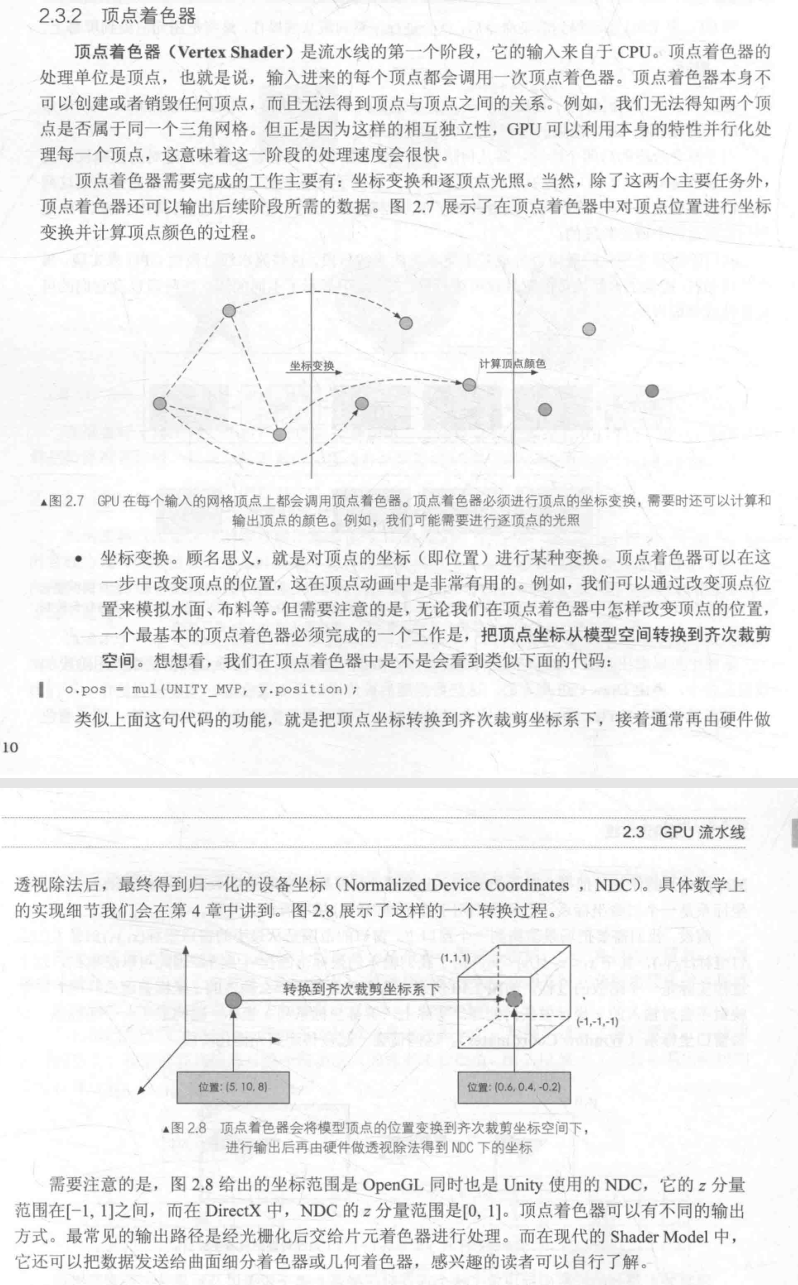 2.3.2 顶点着色器
顶点着色器（Vertex Shader）是流水线的第一个阶段，它的输入来自于 CPU。顶点着色器的
处理单位是顶点，也就是说，输入进来的每个顶点都会调用一次顶点着色器。顶点着色器本身不
可以创建或者销毁任何顶点，而且无法得到顶点与顶点之间的关系。例如，我们无法得知两个顶
点是否属于同一个三角网格。但正是因为这样的相互独立性，GPU 可以利用本身的特性并行化处
理每一个顶点，这意味着这一阶段的处理速度会很快。
顶点着色器需要完成的工作主要有：坐标变换和逐顶点光照。当然，除了这两个主要任务外，
顶点着色器还可以输出后续阶段所需的数据。图 2.7 展示了在顶点着色器中对顶点位置进行坐标
变换并计算顶点颜色的过程。
坐标变换
计算顶点颜色
▲图 2.7 GPU 在每个输入的网格顶点上都会调用顶点着色器。顶点着色器必须进行顶点的坐标变换，需要时还可以计算和
输出顶点的颜色。例如，我们可能需要进行逐顶点的光照
● 坐标变换。顾名思义，就是对顶点的坐标（即位置）进行某种变换。顶点着色器可以在这
一步中改变顶点的位置，这在顶点动画中是非常有用的。例如，我们可以通过改变顶点位
置来模拟水面、布料等。但需要注意的是，无论我们在顶点着色器中怎样改变顶点的位置，
一个最基本的顶点着色器必须完成的一个工作是，把顶点坐标从模型空间转换到齐次裁剪
空间。想想看，我们在顶点着色器中是不是会看到类似下面的代码：
o.pos = mul(UNITY_MVP, v.position);
类似上面这句代码的功能，就是把顶点坐标转换到齐次裁剪坐标系下，接着通常再由硬件做
10
2.3 GPU 流水线
透视除法后，最终得到归一化的设备坐标（Normalized Device Coordinates ，NDC）。具体数学上
的实现细节我们会在第 4 章中讲到。图 2.8 展示了这样的一个转换过程。
(1,1,1)
转换到齐次裁剪坐标系下
(-1,-1,-1)
位置: (5, 10, 8)
位置: (0.6, 0.4, -0.2)
▲图 2.8 顶点着色器会将模型顶点的位置变换到齐次裁剪坐标空间下，
进行输出后再由硬件做透视除法得到 NDC 下的坐标
需要注意的是，图 2.8 给出的坐标范围是 OpenGL 同时也是 Unity 使用的 NDC，它的 z 分量
范围在[−1, 1]之间，而在 DirectX 中，NDC 的 z 分量范围是[0, 1]。顶点着色器可以有不同的输出
方式。最常见的输出路径是经光栅化后交给片元着色器进行处理。而在现代的 Shader Model 中，
它还可以把数据发送给曲面细分着色器或几何着色器，感兴趣的读者可以自行了解。